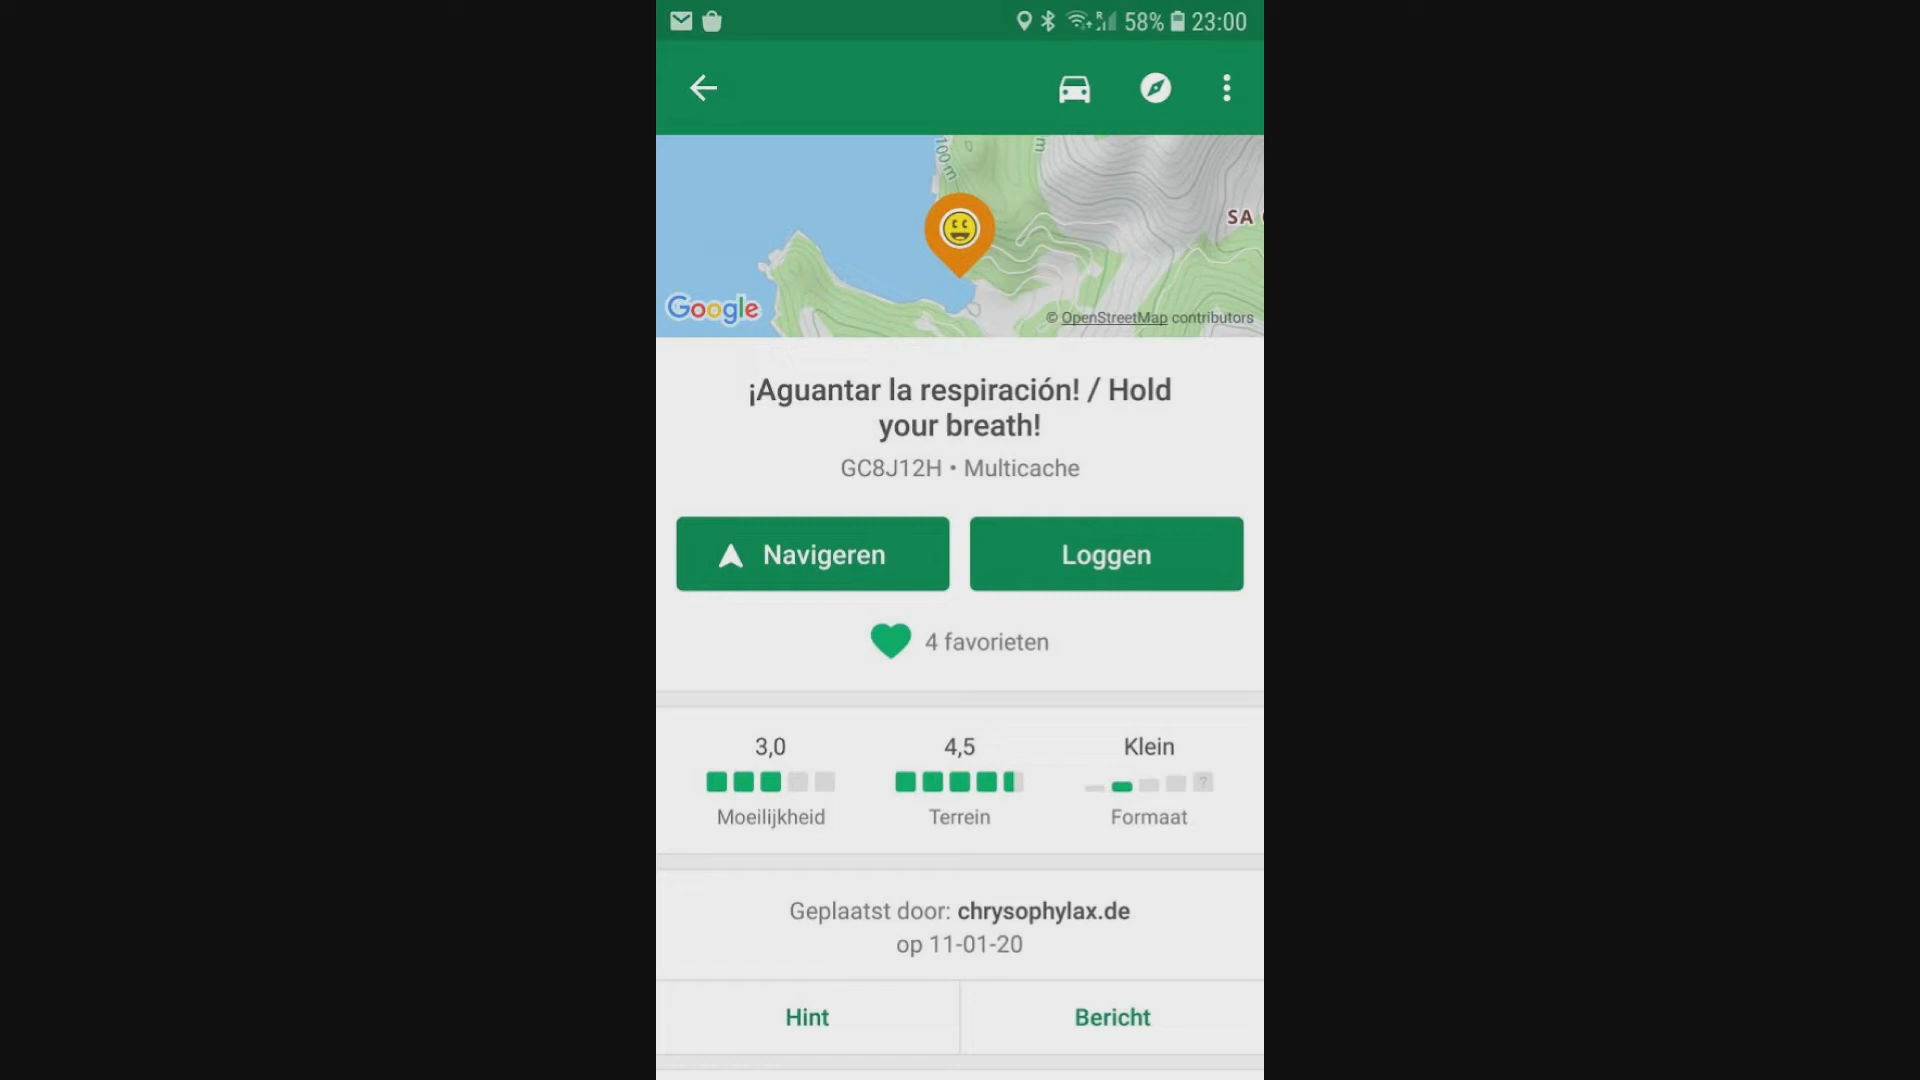 58% 23:00
100 m
m
SA
Google
© OpenStreetMap contributors
¡Aguantar la respiración! / Hold
your breath!
GC8J12H • Multicache
Navigeren
Loggen
4 favorieten
3,0
4,5
Klein
?
Moeilijkheid
Terrein
Formaat
Geplaatst door: chrysophylax.de
op 11-01-20
Hint
Bericht